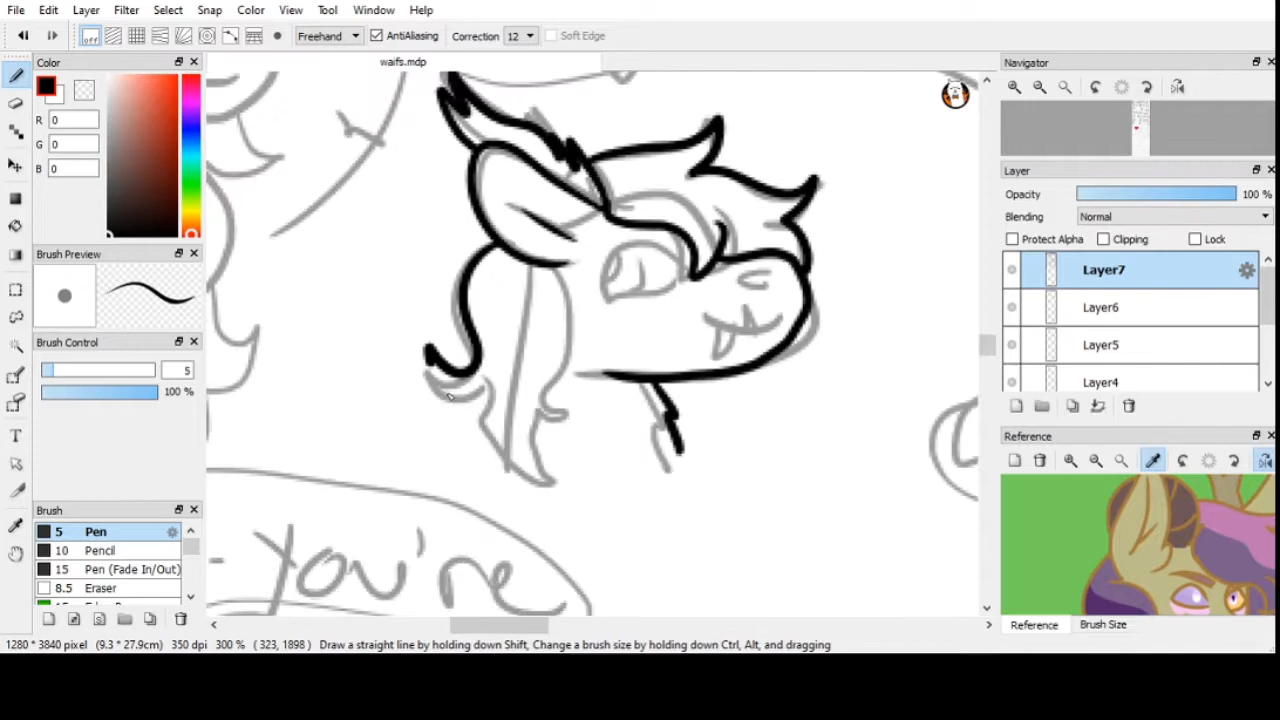 File Edit Layer Filter Select Snap Color Reference View Tool Window Help
off Freehand AntiAliasing Correction 12 Soft Edge
Color
waifs.mdp
Navigator
R 0
G 0
B 0
Layer
Opacity 100 %
Blending Normal
Protect Alpha Clipping Lock
Brush Preview
Layer7
Layer6
Layer5
Layer4
Brush Control
5
100 %
Reference
Brush
5 Pen
10 Pencil
15 Pen (Fade In/Out)
8.5 Eraser
- You're
Reference Brush Size
1280 * 3840 pixel (9.3 * 27.9cm) 350 dpi 300 % ( 323, 1898 ) Draw a straight line by holding down Shift, Change a brush size by holding down Ctrl, Alt, and dragging